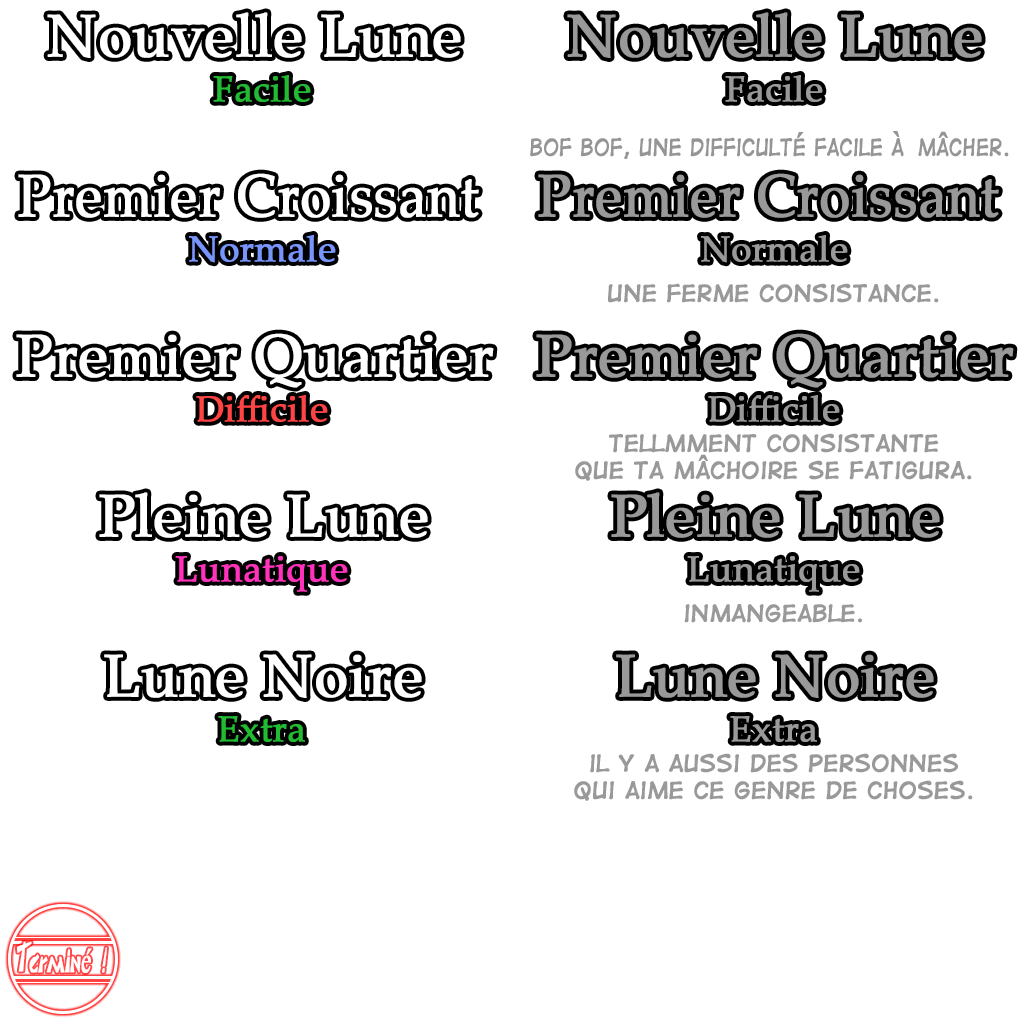 Nouvelle Lune
Facile
Nouvelle Lune
Facile
BOF BOF, UNE DIFFICULTÉ FACILE À MÂCHER.
Premier Croissant
Normale
Premier Croissant
Normale
UNE FERME CONSISTANCE.
Premier Quartier
Difficile
Premier Quartier
Difficile
TELLMMENT CONSISTANTE
QUE TA MÂCHOIRE SE FATIGURA.
Pleine Lune
Lunatique
Pleine Lune
Lunatique
INMANGEABLE.
Lune Noire
Extra
Lune Noire
Extra
IL Y A AUSSI DES PERSONNES
QUI AIME CE GENRE DE CHOSES.
Terminé !